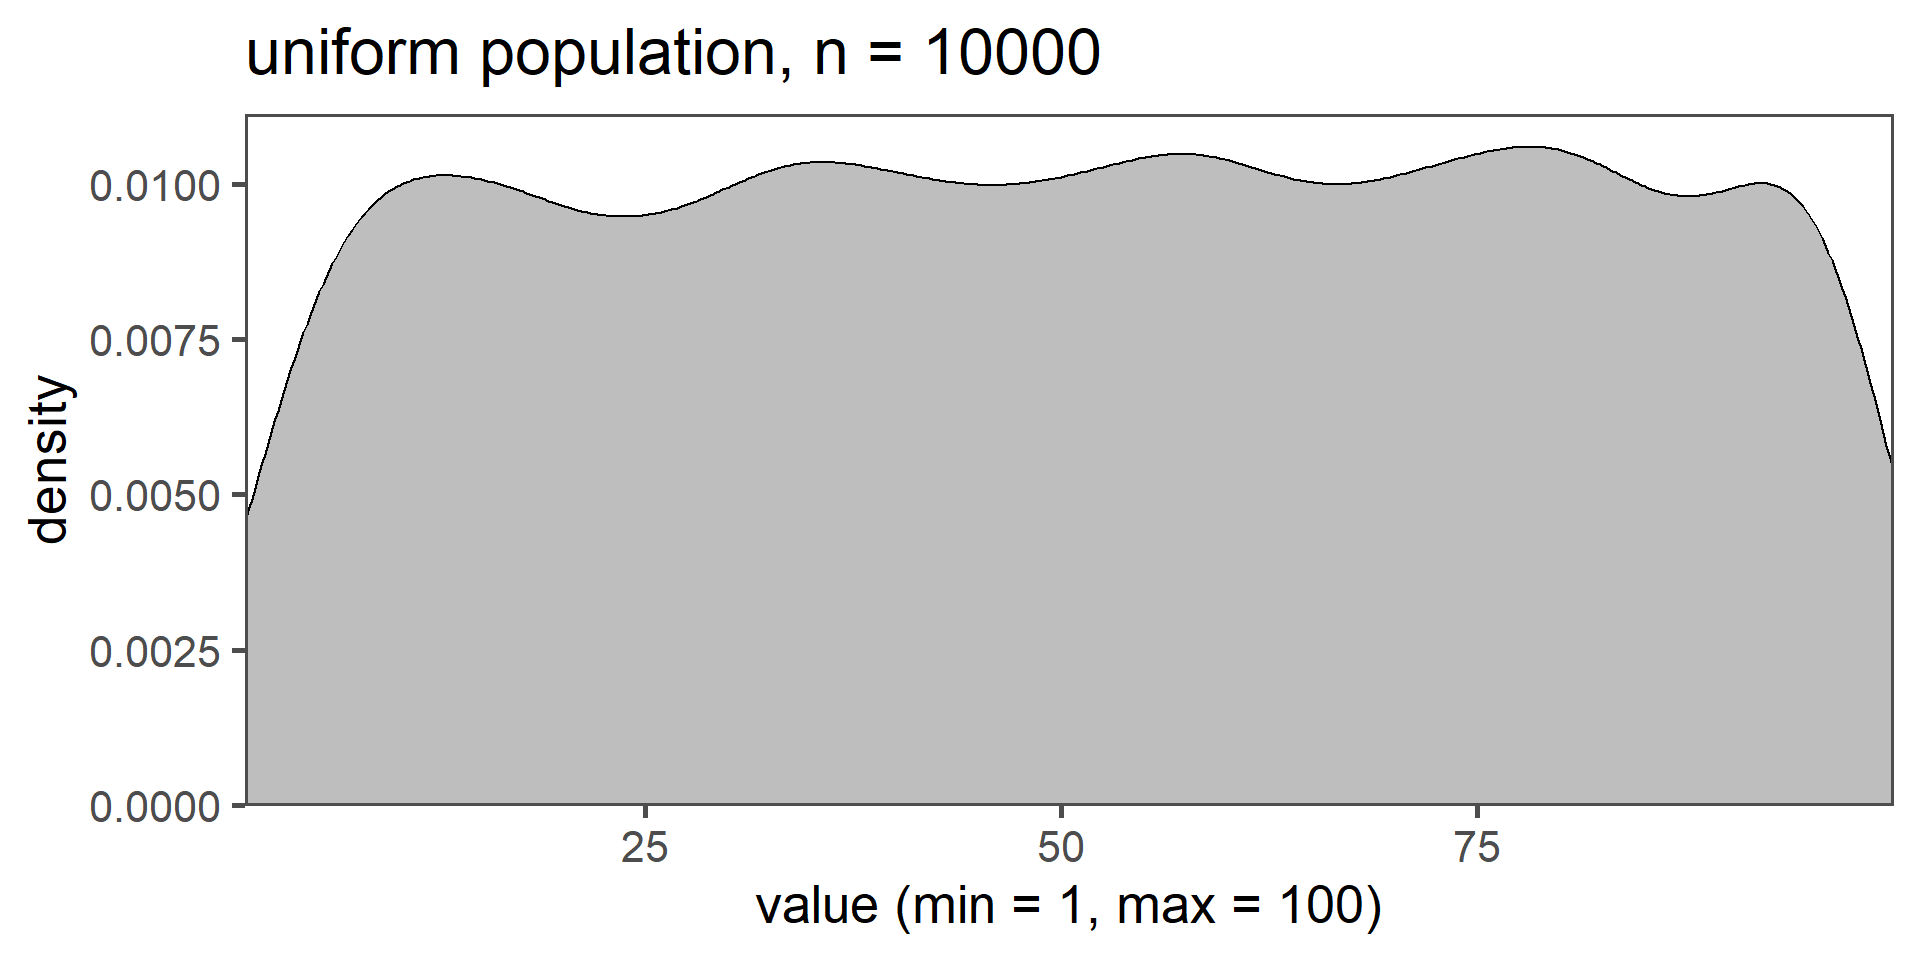 uniform population, n = 10000
0.0100
0.0075
0.0050
0.0025
0.0000
density
25 50 75
value (min = 1, max = 100)